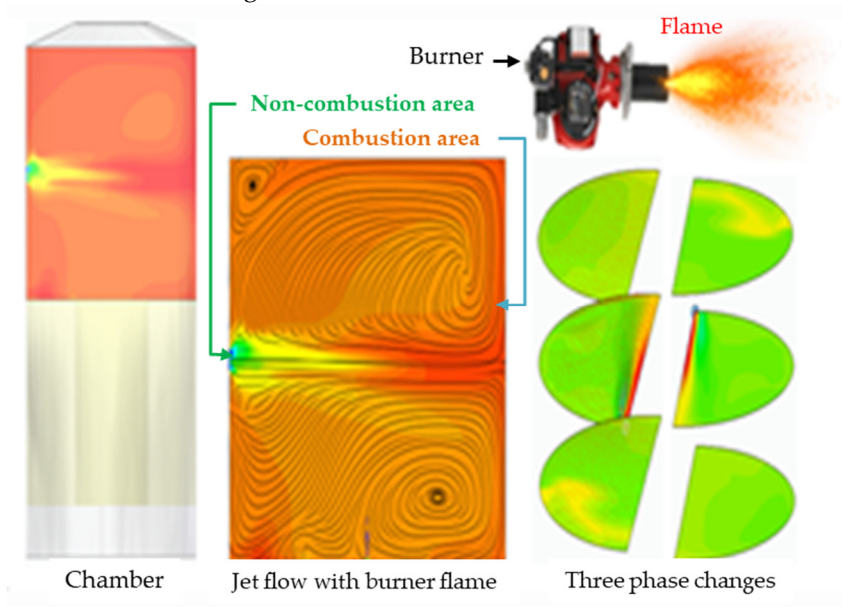 Flame
Burner
Non-combustion area
Combustion area
Chamber
Jet flow with burner flame
Three phase changes